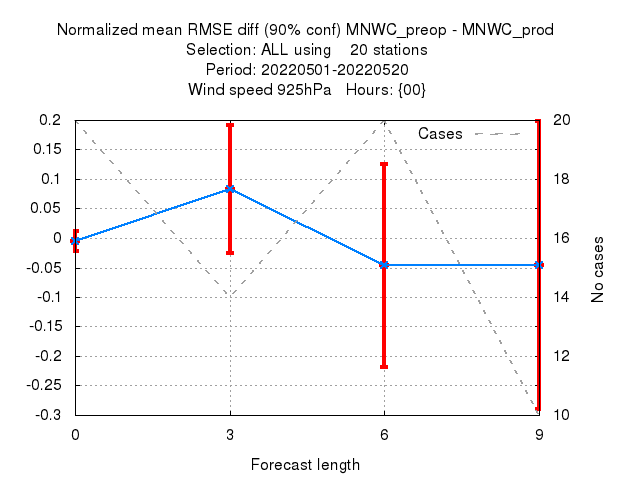 Normalized mean RMSE diff (90% conf) MNWC_preop - MNWC_prod
Selection: ALL using    20 stations
Period: 20220501-20220520
Wind speed 925hPa   Hours: {00}
Cases
0.2
0.15
0.1
0.05
0
-0.05
-0.1
-0.15
-0.2
-0.25
-0.3
20
18
16
14
12
10
No cases
0 3 6 9
Forecast length